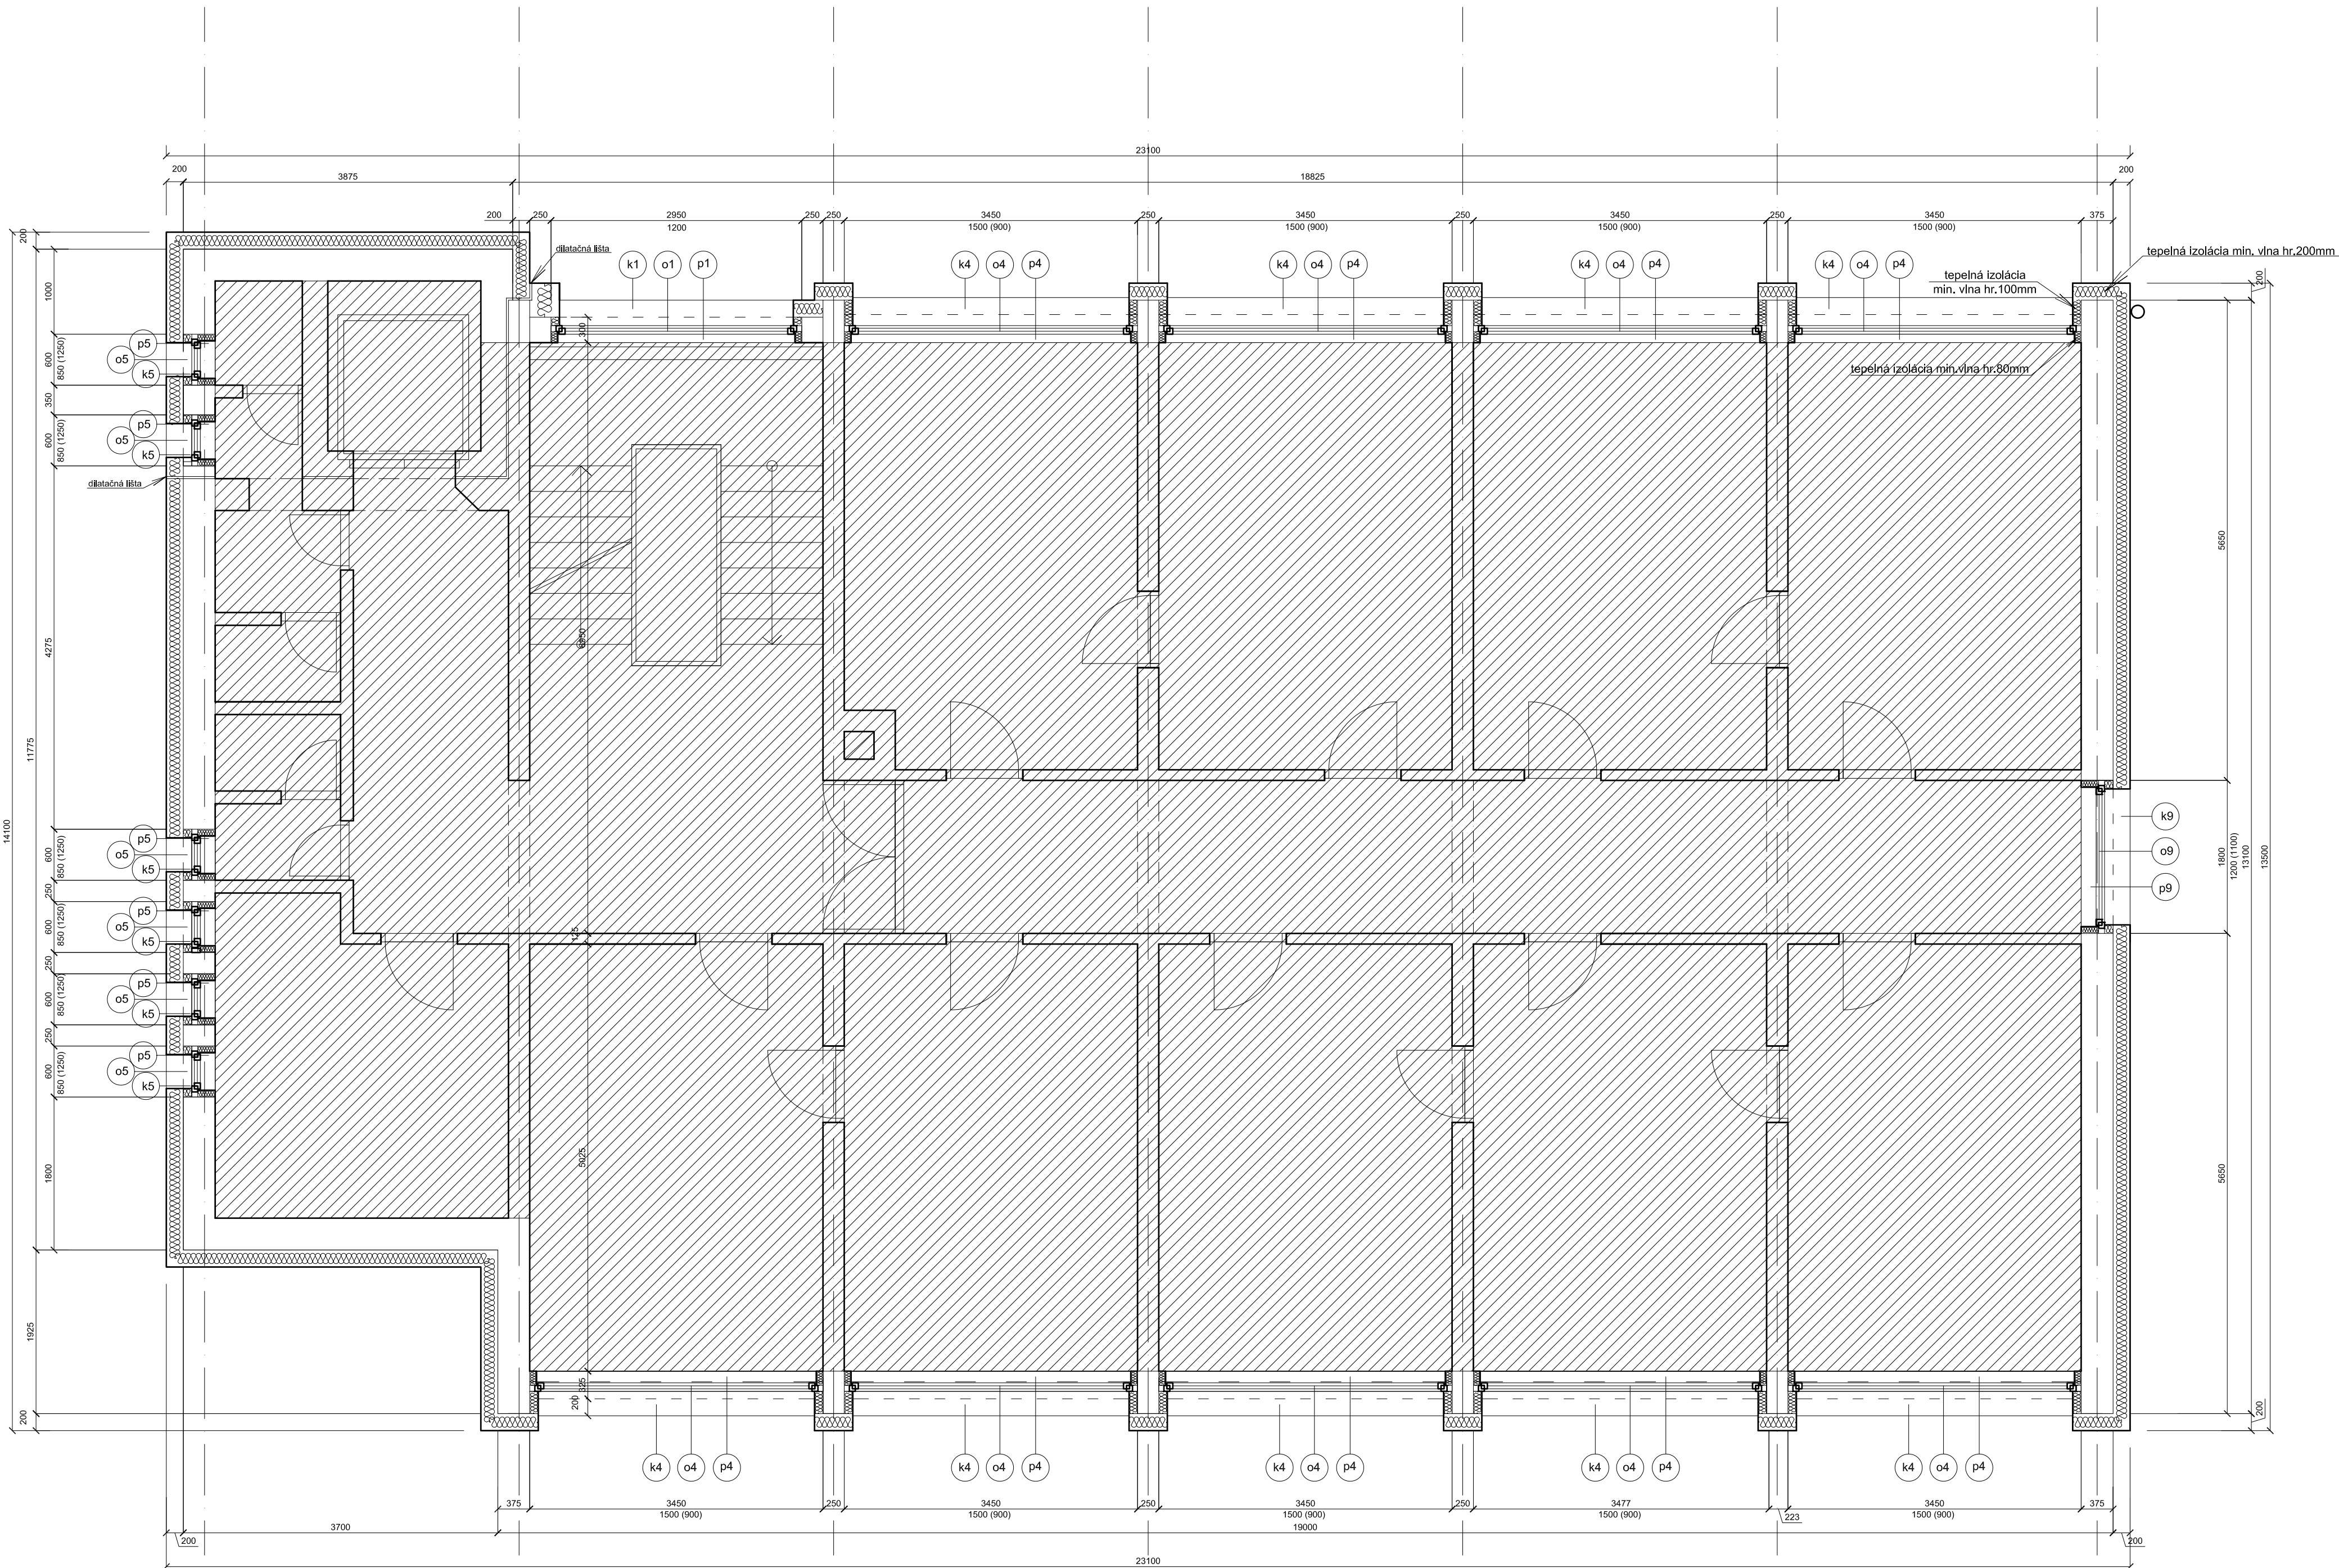 23100
200
3875
18825
200
200
250
2950
1200
250
250
3450
1500 (900)
250
3450
1500 (900)
250
3450
1500 (900)
250
3450
1500 (900)
375
dilatačná lišta
k1
o1
p1
k4
o4
p4
k4
o4
p4
k4
o4
p4
k4
o4
p4
tepelná izolácia min. vlna hr.200mm
tepelná izolácia
min. vlna hr.100mm
tepelná izolácia min.vlna hr.80mm
200
200
1000
300
p5
o5
k5
600
850 (1250)
350
p5
o5
k5
600
850 (1250)
dilatačná lišta
4275
11775
14100
6950
5650
p5
o5
k5
600
850 (1250)
250
p5
o5
k5
600
850 (1250)
250
p5
o5
k5
600
850 (1250)
250
p5
o5
k5
600
850 (1250)
1800
1925
200
k9
o9
p9
1800
1200 (1100)
13100
13500
125
5025
5650
325
200
200
k4
o4
p4
k4
o4
p4
k4
o4
p4
k4
o4
p4
k4
o4
p4
375
3450
1500 (900)
250
3450
1500 (900)
250
3450
1500 (900)
250
3477
1500 (900)
223
3450
1500 (900)
375
200
3700
19000
200
23100